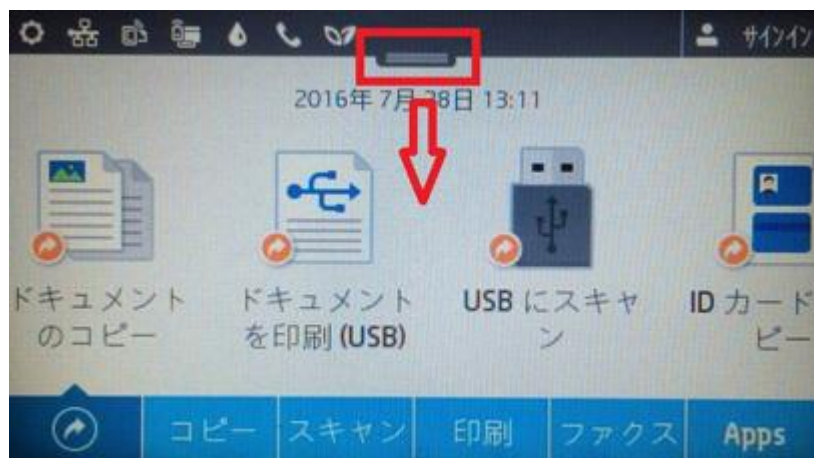 サインイン
2016年 7月 28日 13:11
ドキュメント
のコピー
ドキュメント
を印刷 (USB)
USB にスキャ
ン
ID カード
ピー
コピー
スキャン
印刷
ファクス
Apps